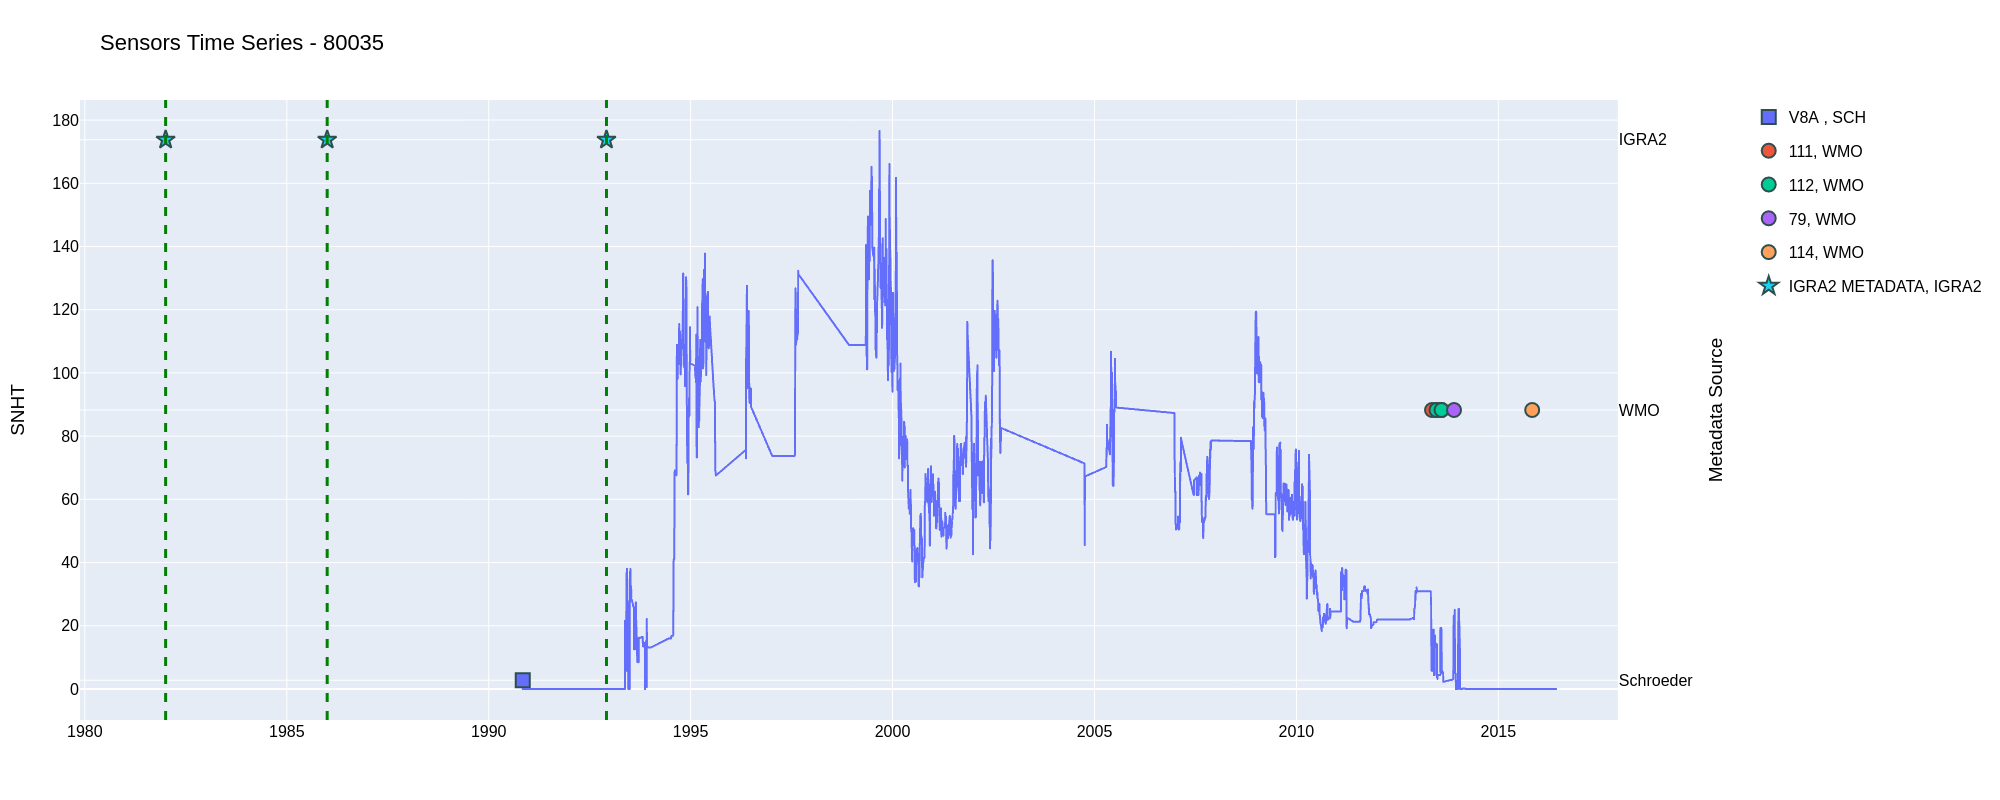 Sensors Time Series - 80035
SNHT
180
160
140
120
100
80
60
40
20
0
1980
1985
1990
1995
2000
2005
2010
2015
IGRA2
WMO
Schroeder
Metadata Source
V8A , SCH
111, WMO
112, WMO
79, WMO
114, WMO
IGRA2 METADATA, IGRA2